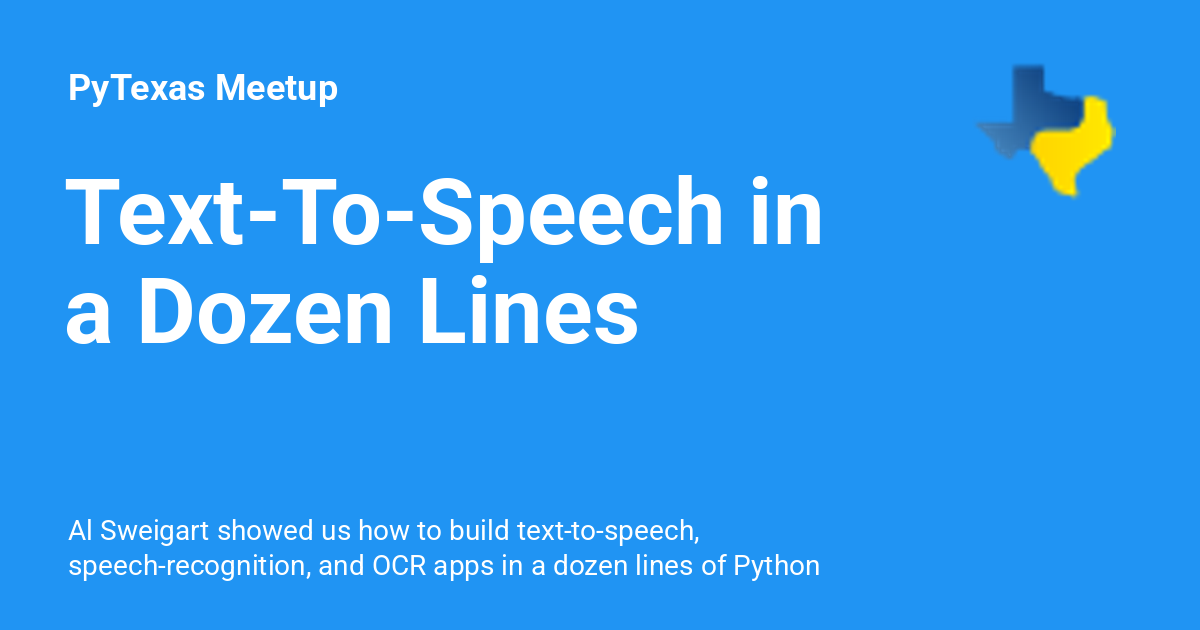 PyTexas Meetup
Text-To-Speech in
a Dozen Lines
Al Sweigart showed us how to build text-to-speech,
speech-recognition, and OCR apps in a dozen lines of Python